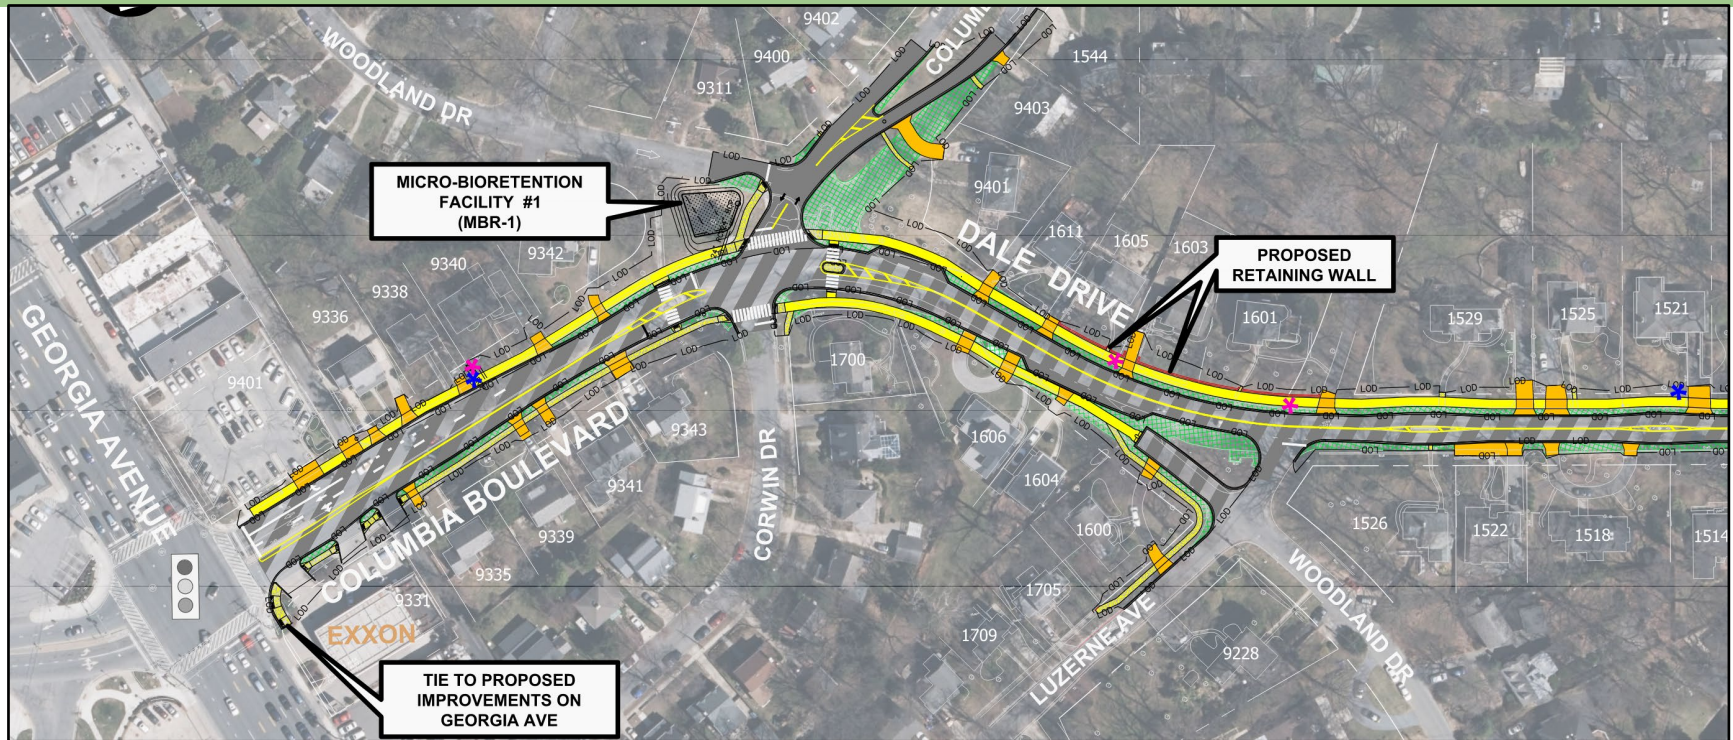 9402
COLUM
WOODLAND DR
9400
1544
9311
9403
MICRO-BIORETENTION
FACILITY #1
(MBR-1)
9401
DALE DRIVE
1611
1605
1603
PROPOSED
RETAINING WALL
9342
9340
9338
9336
GEORGIA AVENUE
1601
1529
1525
1521
9401
1700
9343
COLUMBIA BOULEVARD
CORWIN DR
1606
9341
1604
1600
1526
1522
1518
1514
9339
9335
9331
EXXON
1705
1709
LUZERNE AVE
9228
WOODLAND DR
TIE TO PROPOSED
IMPROVEMENTS ON
GEORGIA AVE
LOD